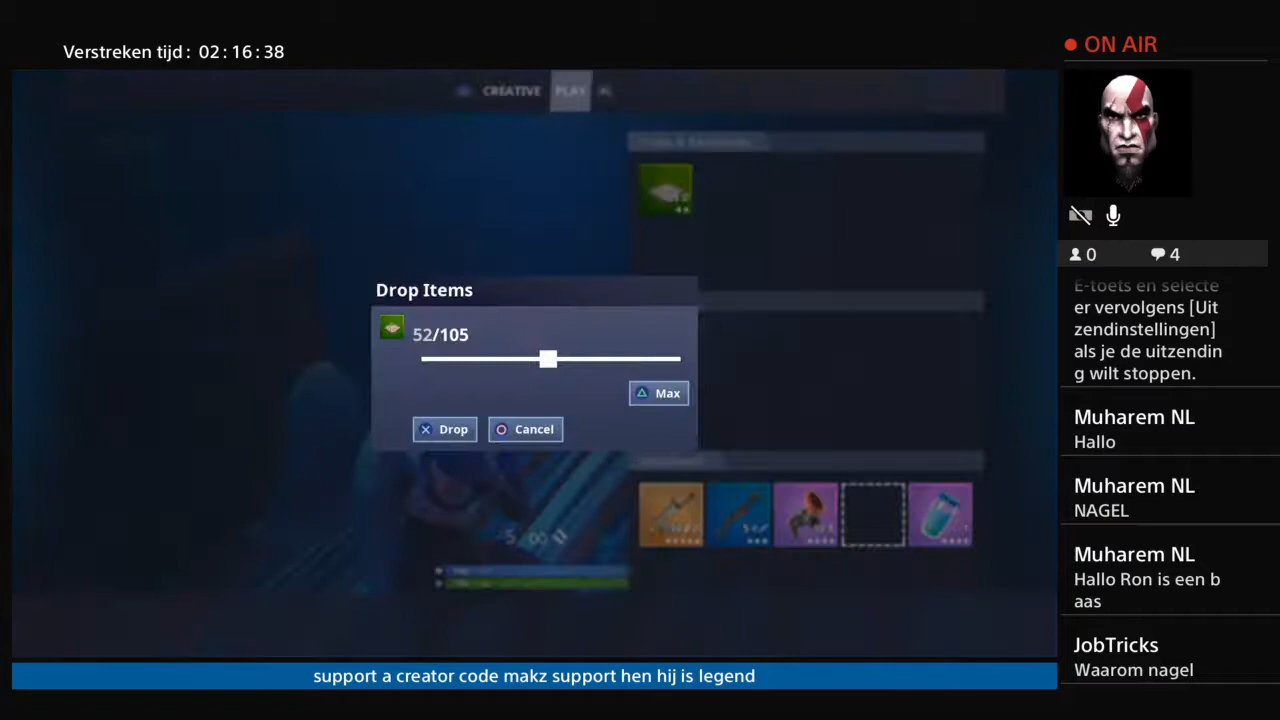 Verstreken tijd : 02 : 16 : 38
ON AIR
CREATIVE PLAY
0 4
Drop Items
52/105
Max
Drop Cancel
E-toets en selecte
er vervolgens [Uit
zendinstellingen]
als je de uitzendin
g wilt stoppen.
Muharem NL
Hallo
Muharem NL
NAGEL
Muharem NL
Hallo Ron is een b
aas
JobTricks
Waarom nagel
support a creator code makz support hen hij is legend